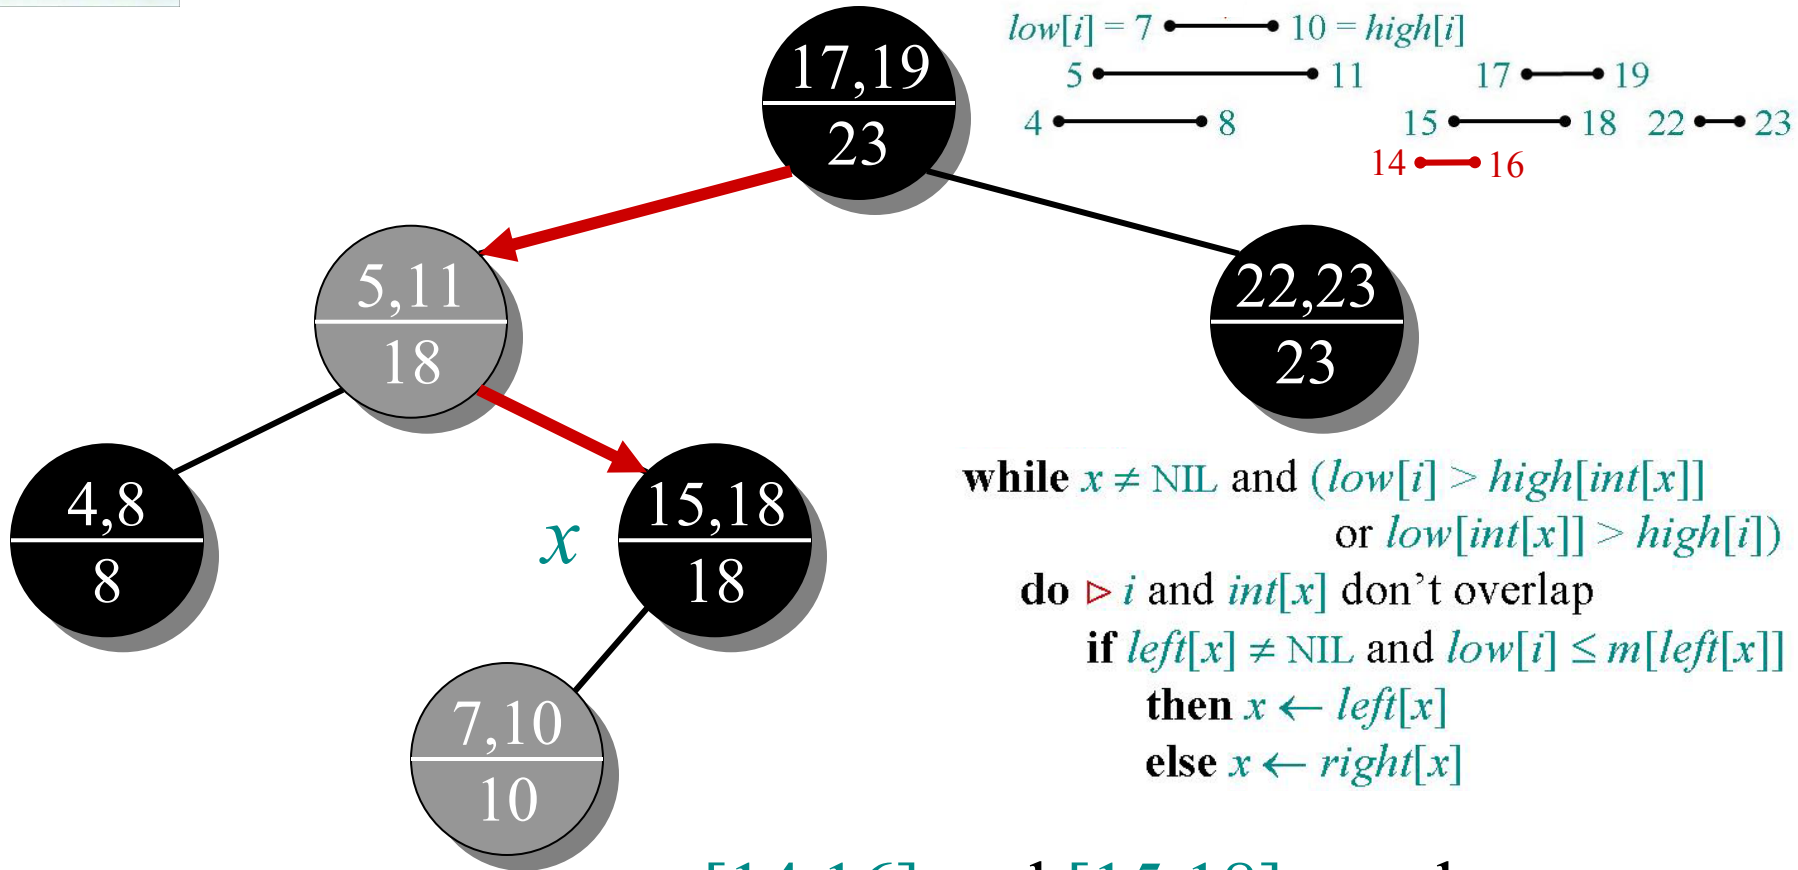 17,19
23
low[i] = 7 10 = high[i]
5 11 17 19
4 8 15 18 22 23
14 16
5,11
18
22,23
23
4,8
8
x
15,18
18
7,10
10
while x ≠ NIL and (low[i] > high[int[x]]
or low[int[x]] > high[i])
do ▷ i and int[x] don’t overlap
if left[x] ≠ NIL and low[i] ≤ m[left[x]]
then x ← left[x]
else x ← right[x]